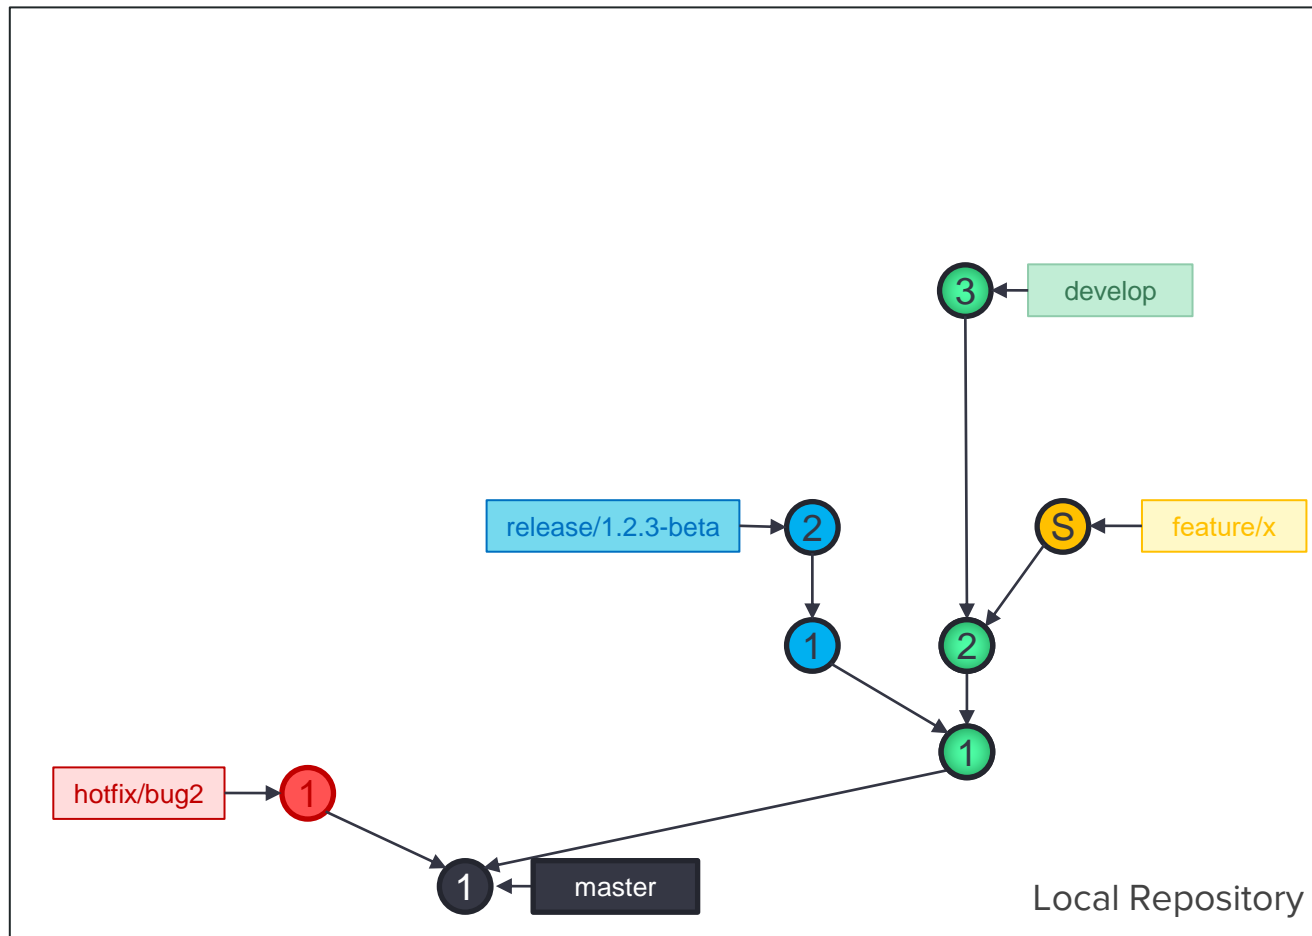 3
develop
release/1.2.3-beta
2
S
feature/x
1
2
1
hotfix/bug2
1
1
master
Local Repository